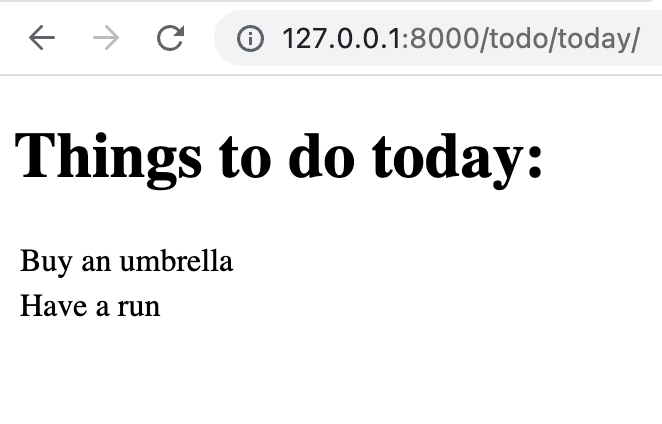 127.0.0.1:8000/todo/today/
Things to do today:
Buy an umbrella
Have a run